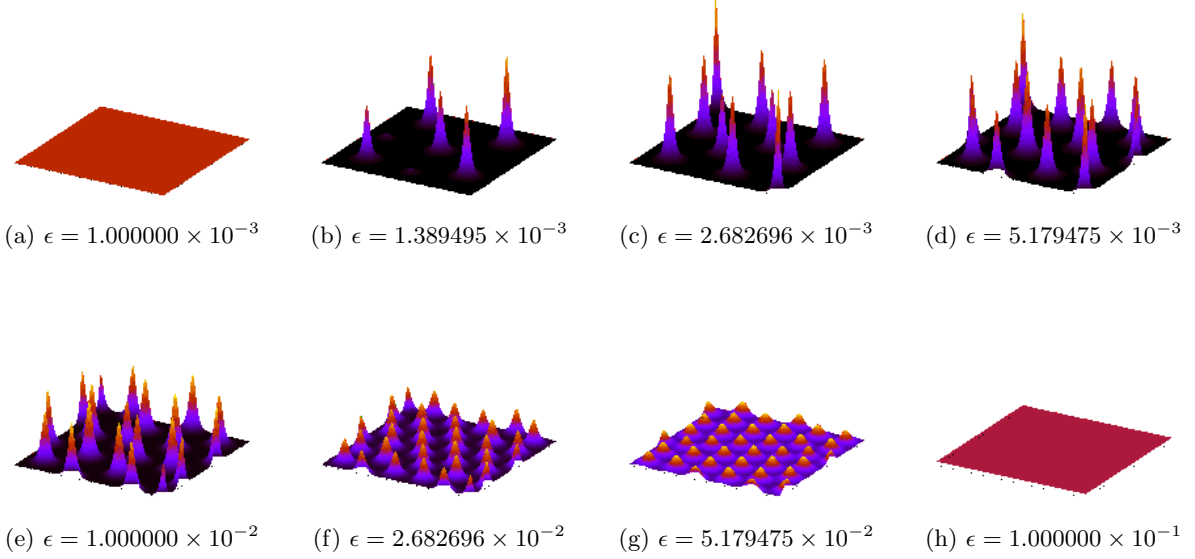 (a) ϵ = 1.000000 × 10⁻³
(b) ϵ = 1.389495 × 10⁻³
(c) ϵ = 2.682696 × 10⁻³
(d) ϵ = 5.179475 × 10⁻³
(e) ϵ = 1.000000 × 10⁻²
(f) ϵ = 2.682696 × 10⁻²
(g) ϵ = 5.179475 × 10⁻²
(h) ϵ = 1.000000 × 10⁻¹